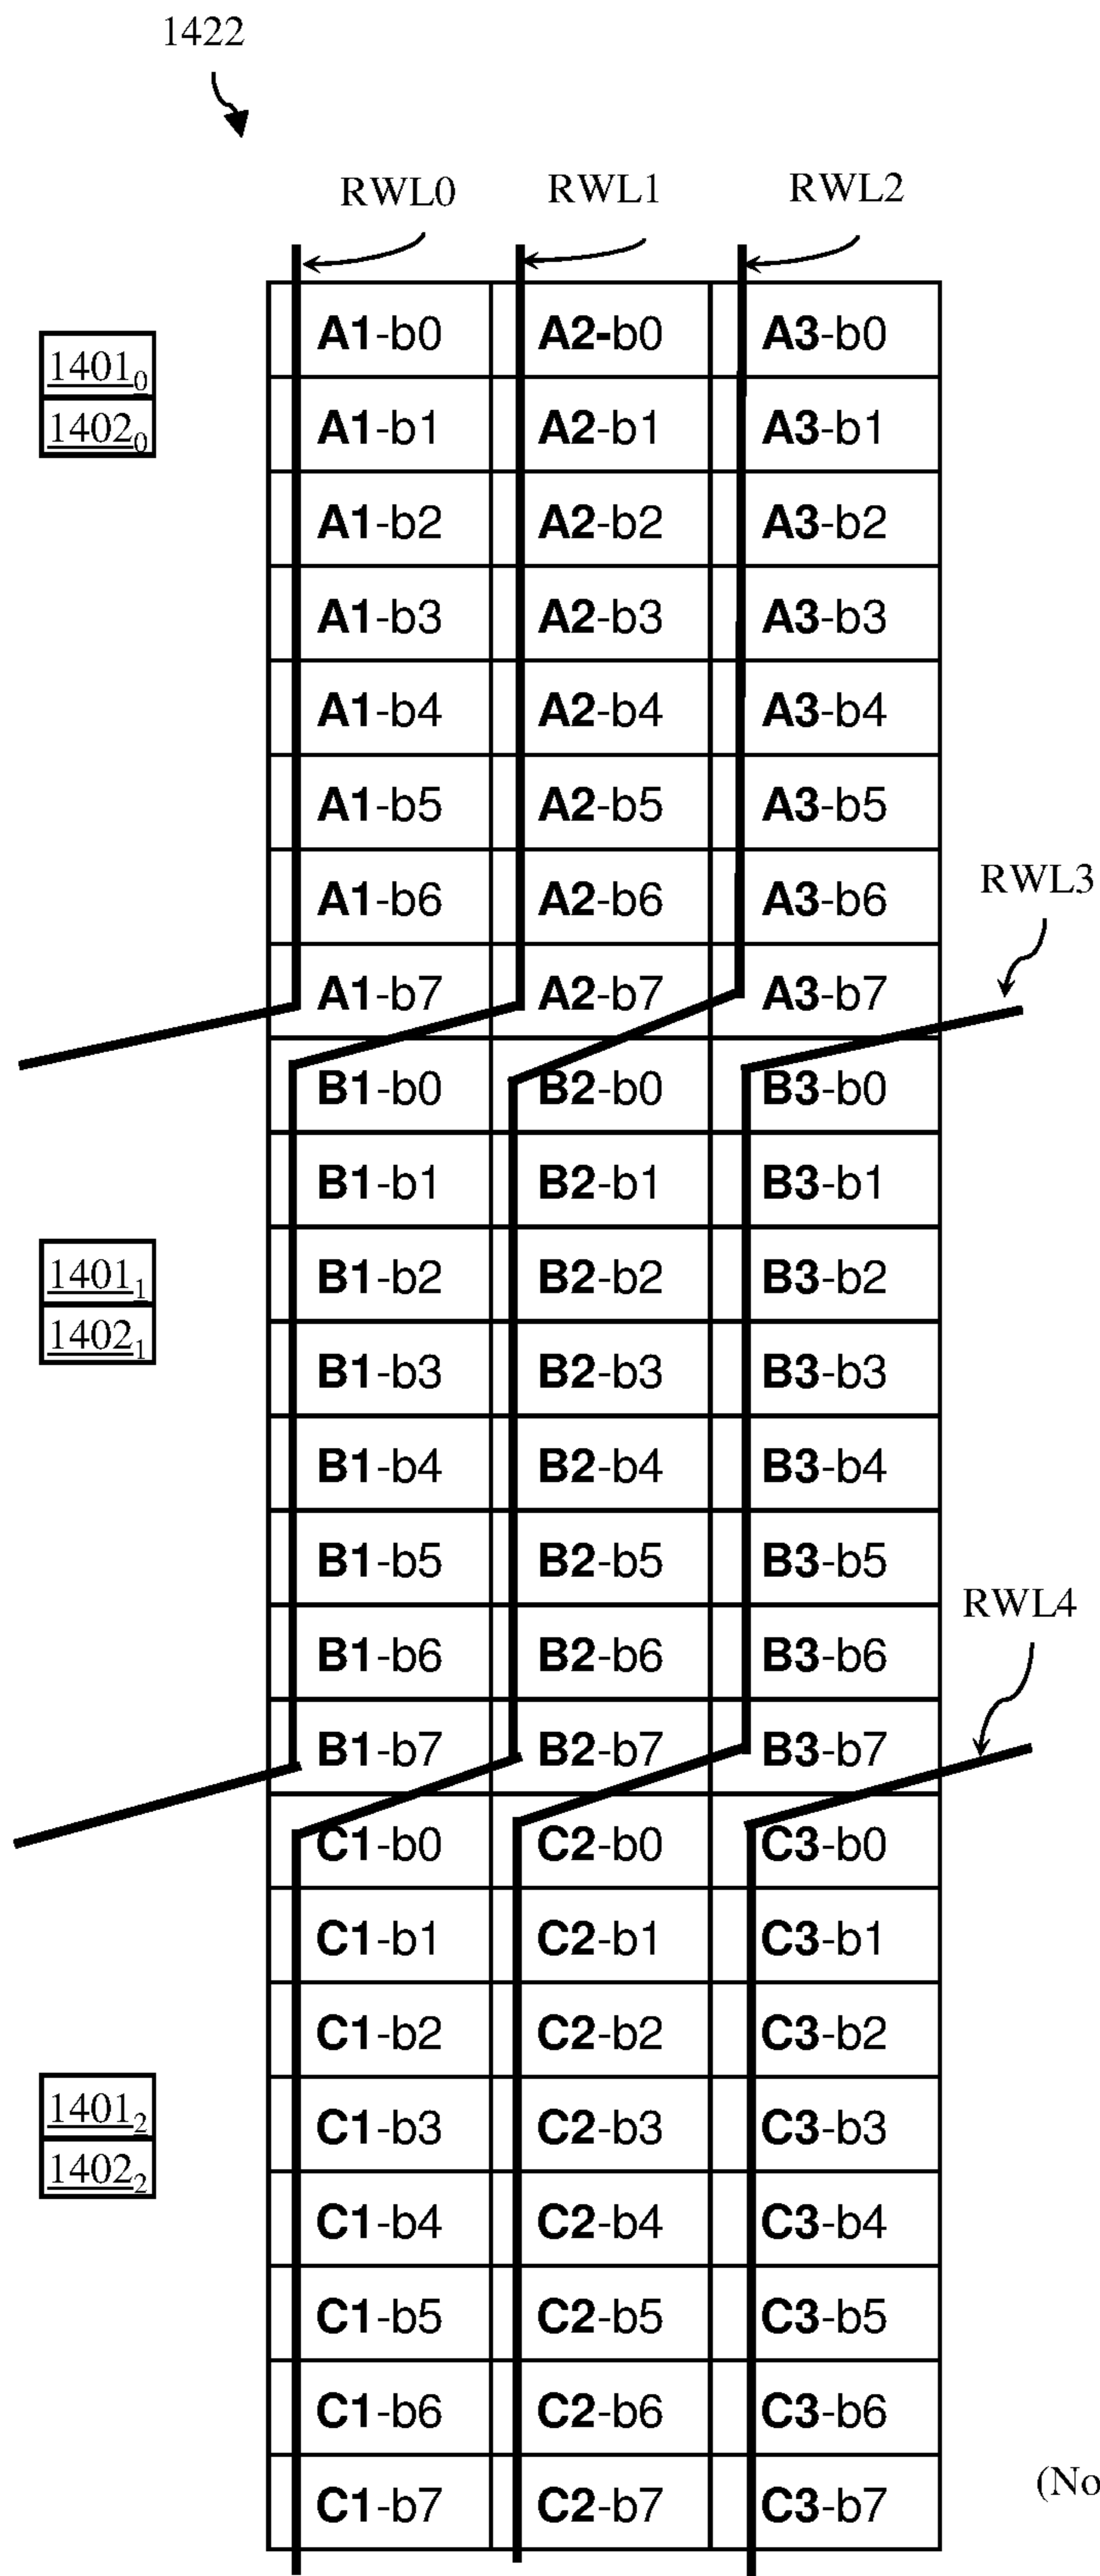 1422
RWL0 RWL1 RWL2
A1-b0 A2-b0 A3-b0
1401₀
A1-b1 A2-b1 A3-b1
1402₀
A1-b2 A2-b2 A3-b2
A1-b3 A2-b3 A3-b3
A1-b4 A2-b4 A3-b4
A1-b5 A2-b5 A3-b5
RWL3
A1-b6 A2-b6 A3-b6
A1-b7 A2-b7 A3-b7
B1-b0 B2-b0 B3-b0
B1-b1 B2-b1 B3-b1
1401₁
B1-b2 B2-b2 B3-b2
1402₁
B1-b3 B2-b3 B3-b3
B1-b4 B2-b4 B3-b4
B1-b5 B2-b5 B3-b5
RWL4
B1-b6 B2-b6 B3-b6
B1-b7 B2-b7 B3-b7
C1-b0 C2-b0 C3-b0
C1-b1 C2-b1 C3-b1
C1-b2 C2-b2 C3-b2
1401₂
C1-b3 C2-b3 C3-b3
1402₂
C1-b4 C2-b4 C3-b4
C1-b5 C2-b5 C3-b5
C1-b6 C2-b6 C3-b6
(No
C1-b7 C2-b7 C3-b7